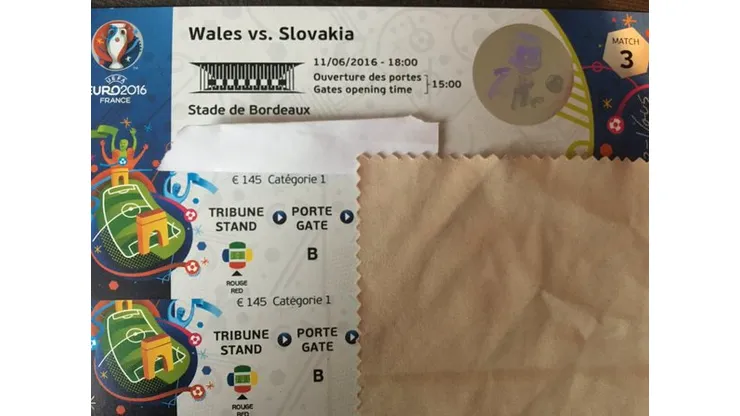 Wales vs. Slovakia
MATCH
3
11/06/2016 - 18:00
Ouverture des portes
Gates opening time
15:00
Stade de Bordeaux
UEFA
EURO2016
FRANCE
€ 145 Catégorie 1
TRIBUNE PORTE
STAND GATE
B
ROUGE
RED
€ 145 Catégorie 1
TRIBUNE PORTE
STAND GATE
B
ROUGE
RED